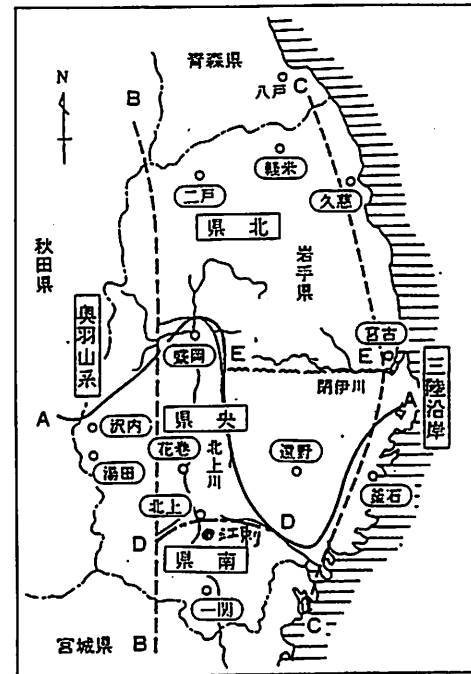 青森県
八戸
C
B
N
軽米
二戸
久慈
県北
秋田県
岩手県
奥羽山系
宮古
盛岡
E
E
閉伊川
三陸沿岸
A
A
沢内
県央
花巻
北上川
遠野
湯田
釜石
北上
D
江刺
D
県南
一関
C
宮城県
B